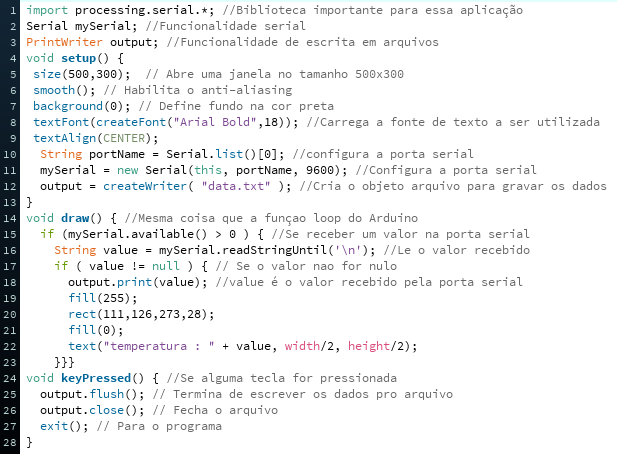 1 import processing.serial.*; //Biblioteca importante para essa aplicação
2 Serial mySerial; //Funcionalidade serial
3 PrintWriter output; //Funcionalidade de escrita em arquivos
4 void setup() {
5 size(500,300);  // Abre uma janela no tamanho 500x300
6 smooth(); // Habilita o anti-aliasing
7 background(0); // Define fundo na cor preta
8 textFont(createFont("Arial Bold",18)); //Carrega a fonte de texto a ser utilizada
9 textAlign(CENTER);
10 String portName = Serial.list()[0]; //configura a porta serial
11 mySerial = new Serial(this, portName, 9600); //Configura a porta serial
12 output = createWriter( "data.txt" ); //Cria o objeto arquivo para gravar os dados
13 }
14 void draw() { //Mesma coisa que a funçao loop do Arduino
15 if (mySerial.available() > 0 ) { //Se receber um valor na porta serial
16 String value = mySerial.readStringUntil('\n'); //Le o valor recebido
17 if ( value != null ) { // Se o valor nao for nulo
18 output.print(value); //value é o valor recebido pela porta serial
19 fill(255);
20 rect(111,126,273,28);
21 fill(0);
22 text("temperatura : " + value, width/2, height/2);
23 }}}
24 void keyPressed() { //Se alguma tecla for pressionada
25 output.flush(); // Termina de escrever os dados pro arquivo
26 output.close(); // Fecha o arquivo
27 exit(); // Para o programa
28 }